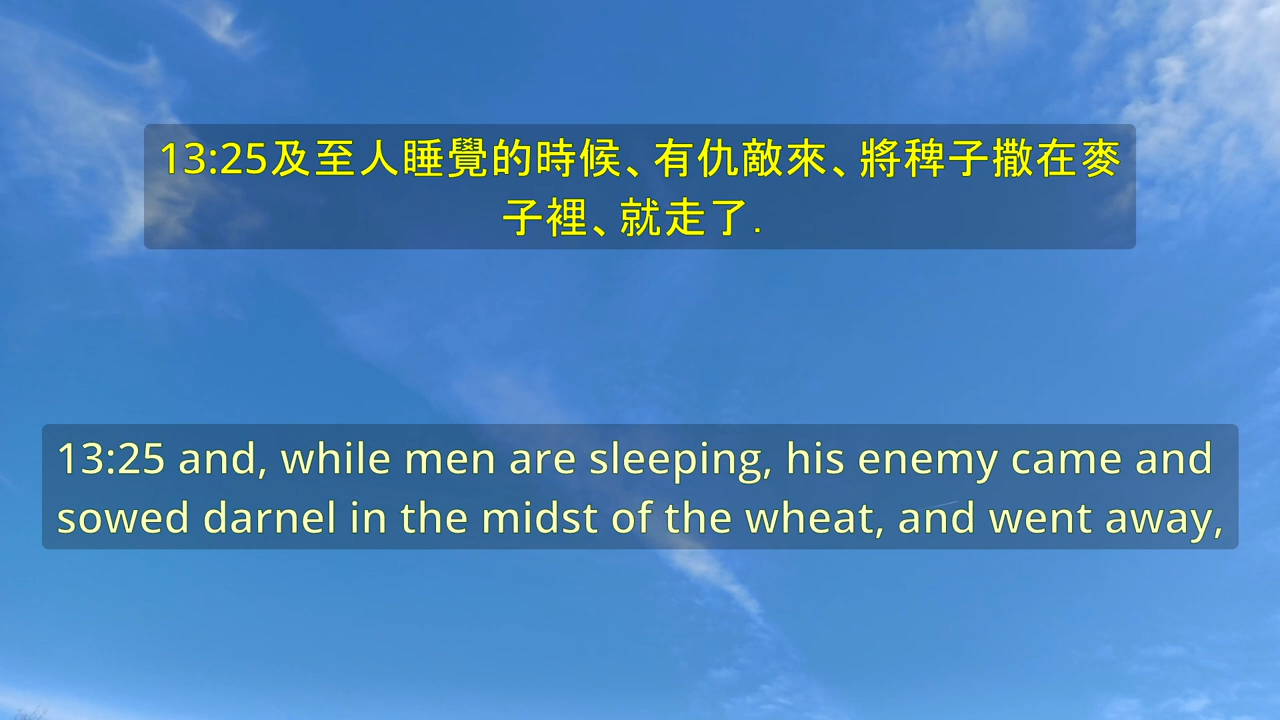 13:25及至人睡覺的時候、有仇敵來、將稗子撒在麥
子裡、就走了.
13:25 and, while men are sleeping, his enemy came and
sowed darnel in the midst of the wheat, and went away,